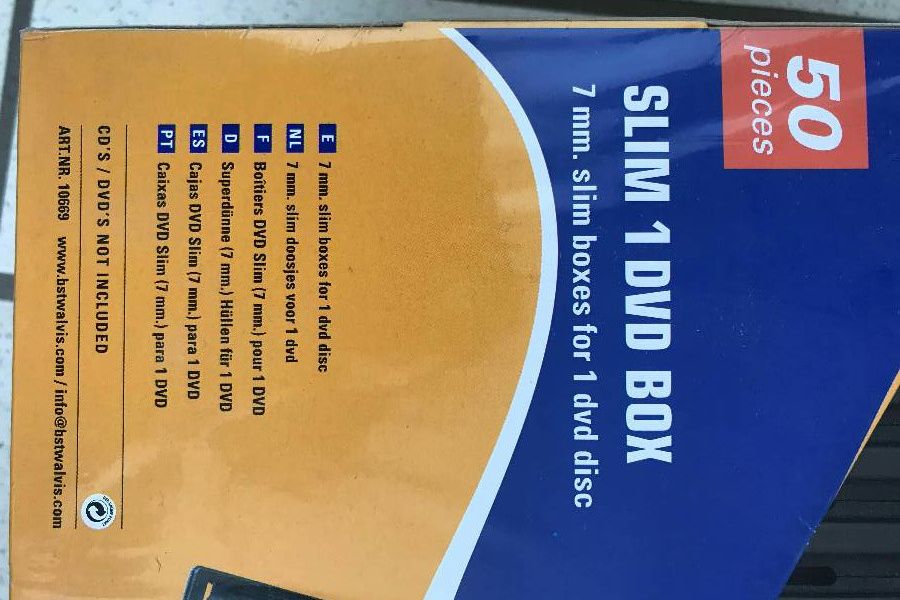 50
pieces
SLIM 1 DVD BOX
7 mm. slim boxes for 1 dvd disc
E 7 mm. slim boxes for 1 dvd disc
NL 7 mm. slim doosjes voor 1 dvd
F Boîtiers DVD Slim (7 mm.) pour 1 DVD
D Superdünne (7 mm.) Hüllen für 1 DVD
ES Cajas DVD Slim (7 mm.) para 1 DVD
PT Caixas DVD Slim (7 mm.) para 1 DVD
CD'S / DVD'S NOT INCLUDED
ART.NR. 10669 www.bstwalvis.com / info@bstwalvis.com